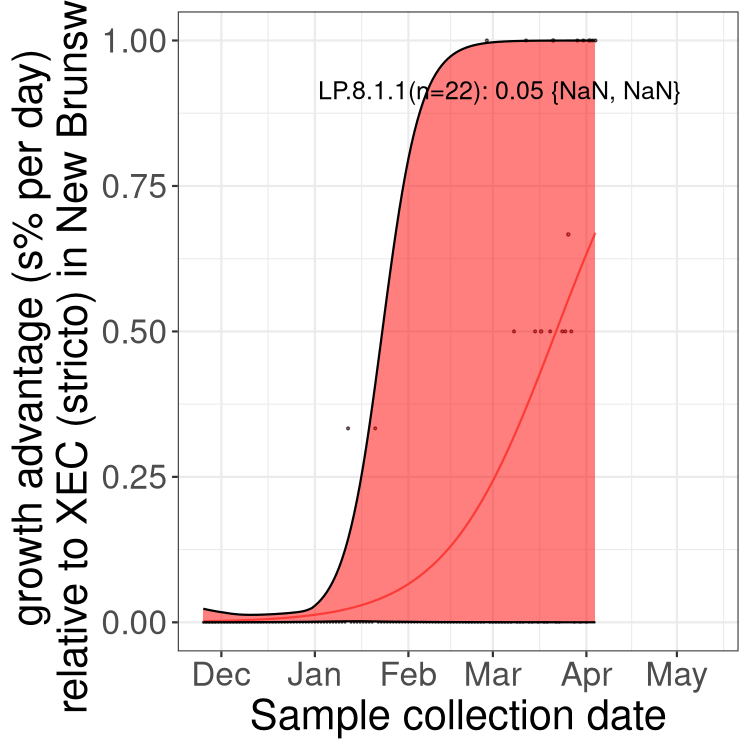 growth advantage (s% per day)
relative to XEC (stricto) in New Brunsw
1.00
0.75
0.50
0.25
0.00
LP.8.1.1(n=22): 0.05 {NaN, NaN}
Dec Jan Feb Mar Apr May
Sample collection date